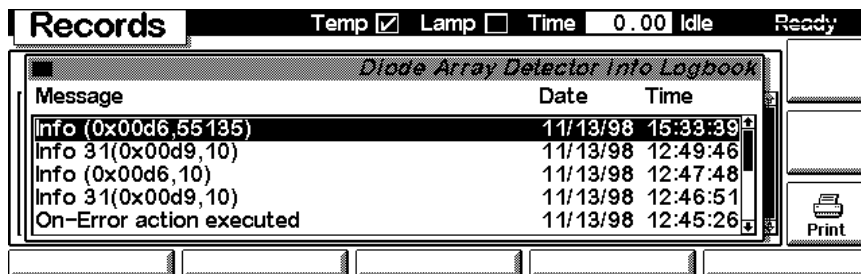 Records Temp Lamp Time 0.00 Idle Ready
Diode Array Detector Info Logbook
Message Date Time
Info (0x00d6,55135) 11/13/98 15:33:39
Info 31(0x00d9,10) 11/13/98 12:49:46
Info (0x00d6,10) 11/13/98 12:47:48
Info 31(0x00d9,10) 11/13/98 12:46:51
On-Error action executed 11/13/98 12:45:26
Print